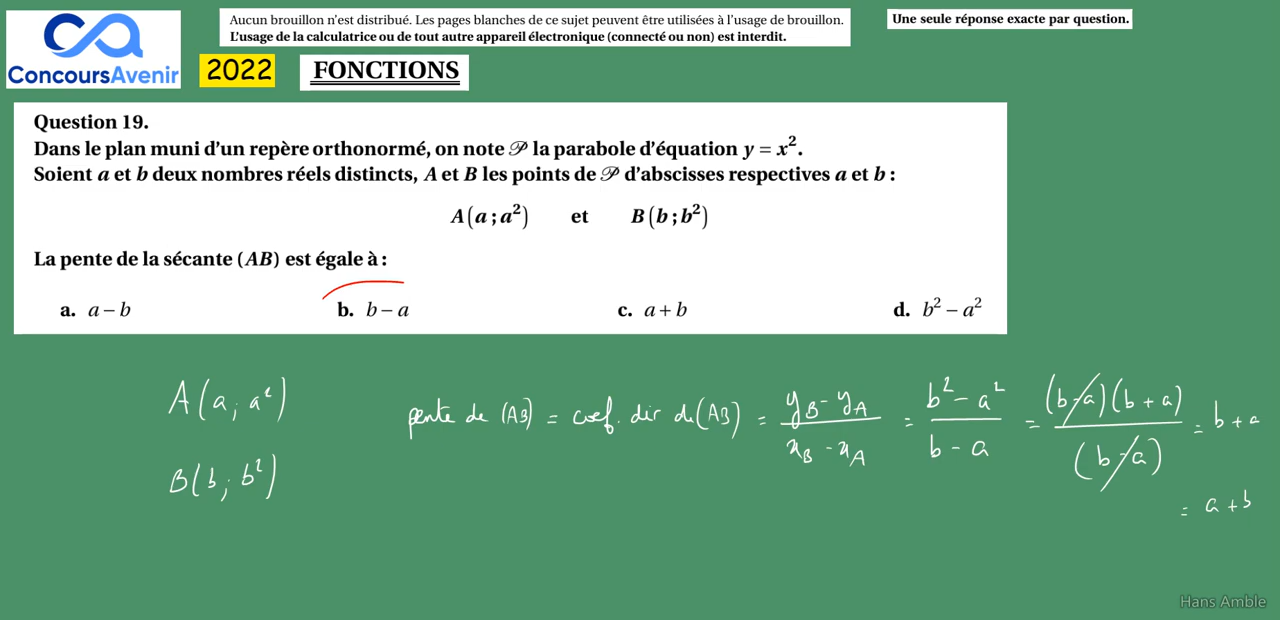 Aucun brouillon n'est distribué. Les pages blanches de ce sujet peuvent être utilisées à l'usage de brouillon.
L'usage de la calculatrice ou de tout autre appareil électronique (connecté ou non) est interdit.
Une seule réponse exacte par question.
ConcoursAvenir
2022
FONCTIONS
Question 19.
Dans le plan muni d'un repère orthonormé, on note 𝒫 la parabole d'équation y = x².
Soient a et b deux nombres réels distincts, A et B les points de 𝒫 d'abscisses respectives a et b :
A(a ; a²) et B(b ; b²)
La pente de la sécante (AB) est égale à :
a. a − b b. b − a c. a + b d. b² − a²
A(a; a²)
B(b; b²)
pente de (AB) = coef. dir de (AB) = (y_B - y_A)/(x_B - x_A) = (b² - a²)/(b - a) = (b-a)(b+a)/(b-a) = b + a
= a + b
Hans Amble